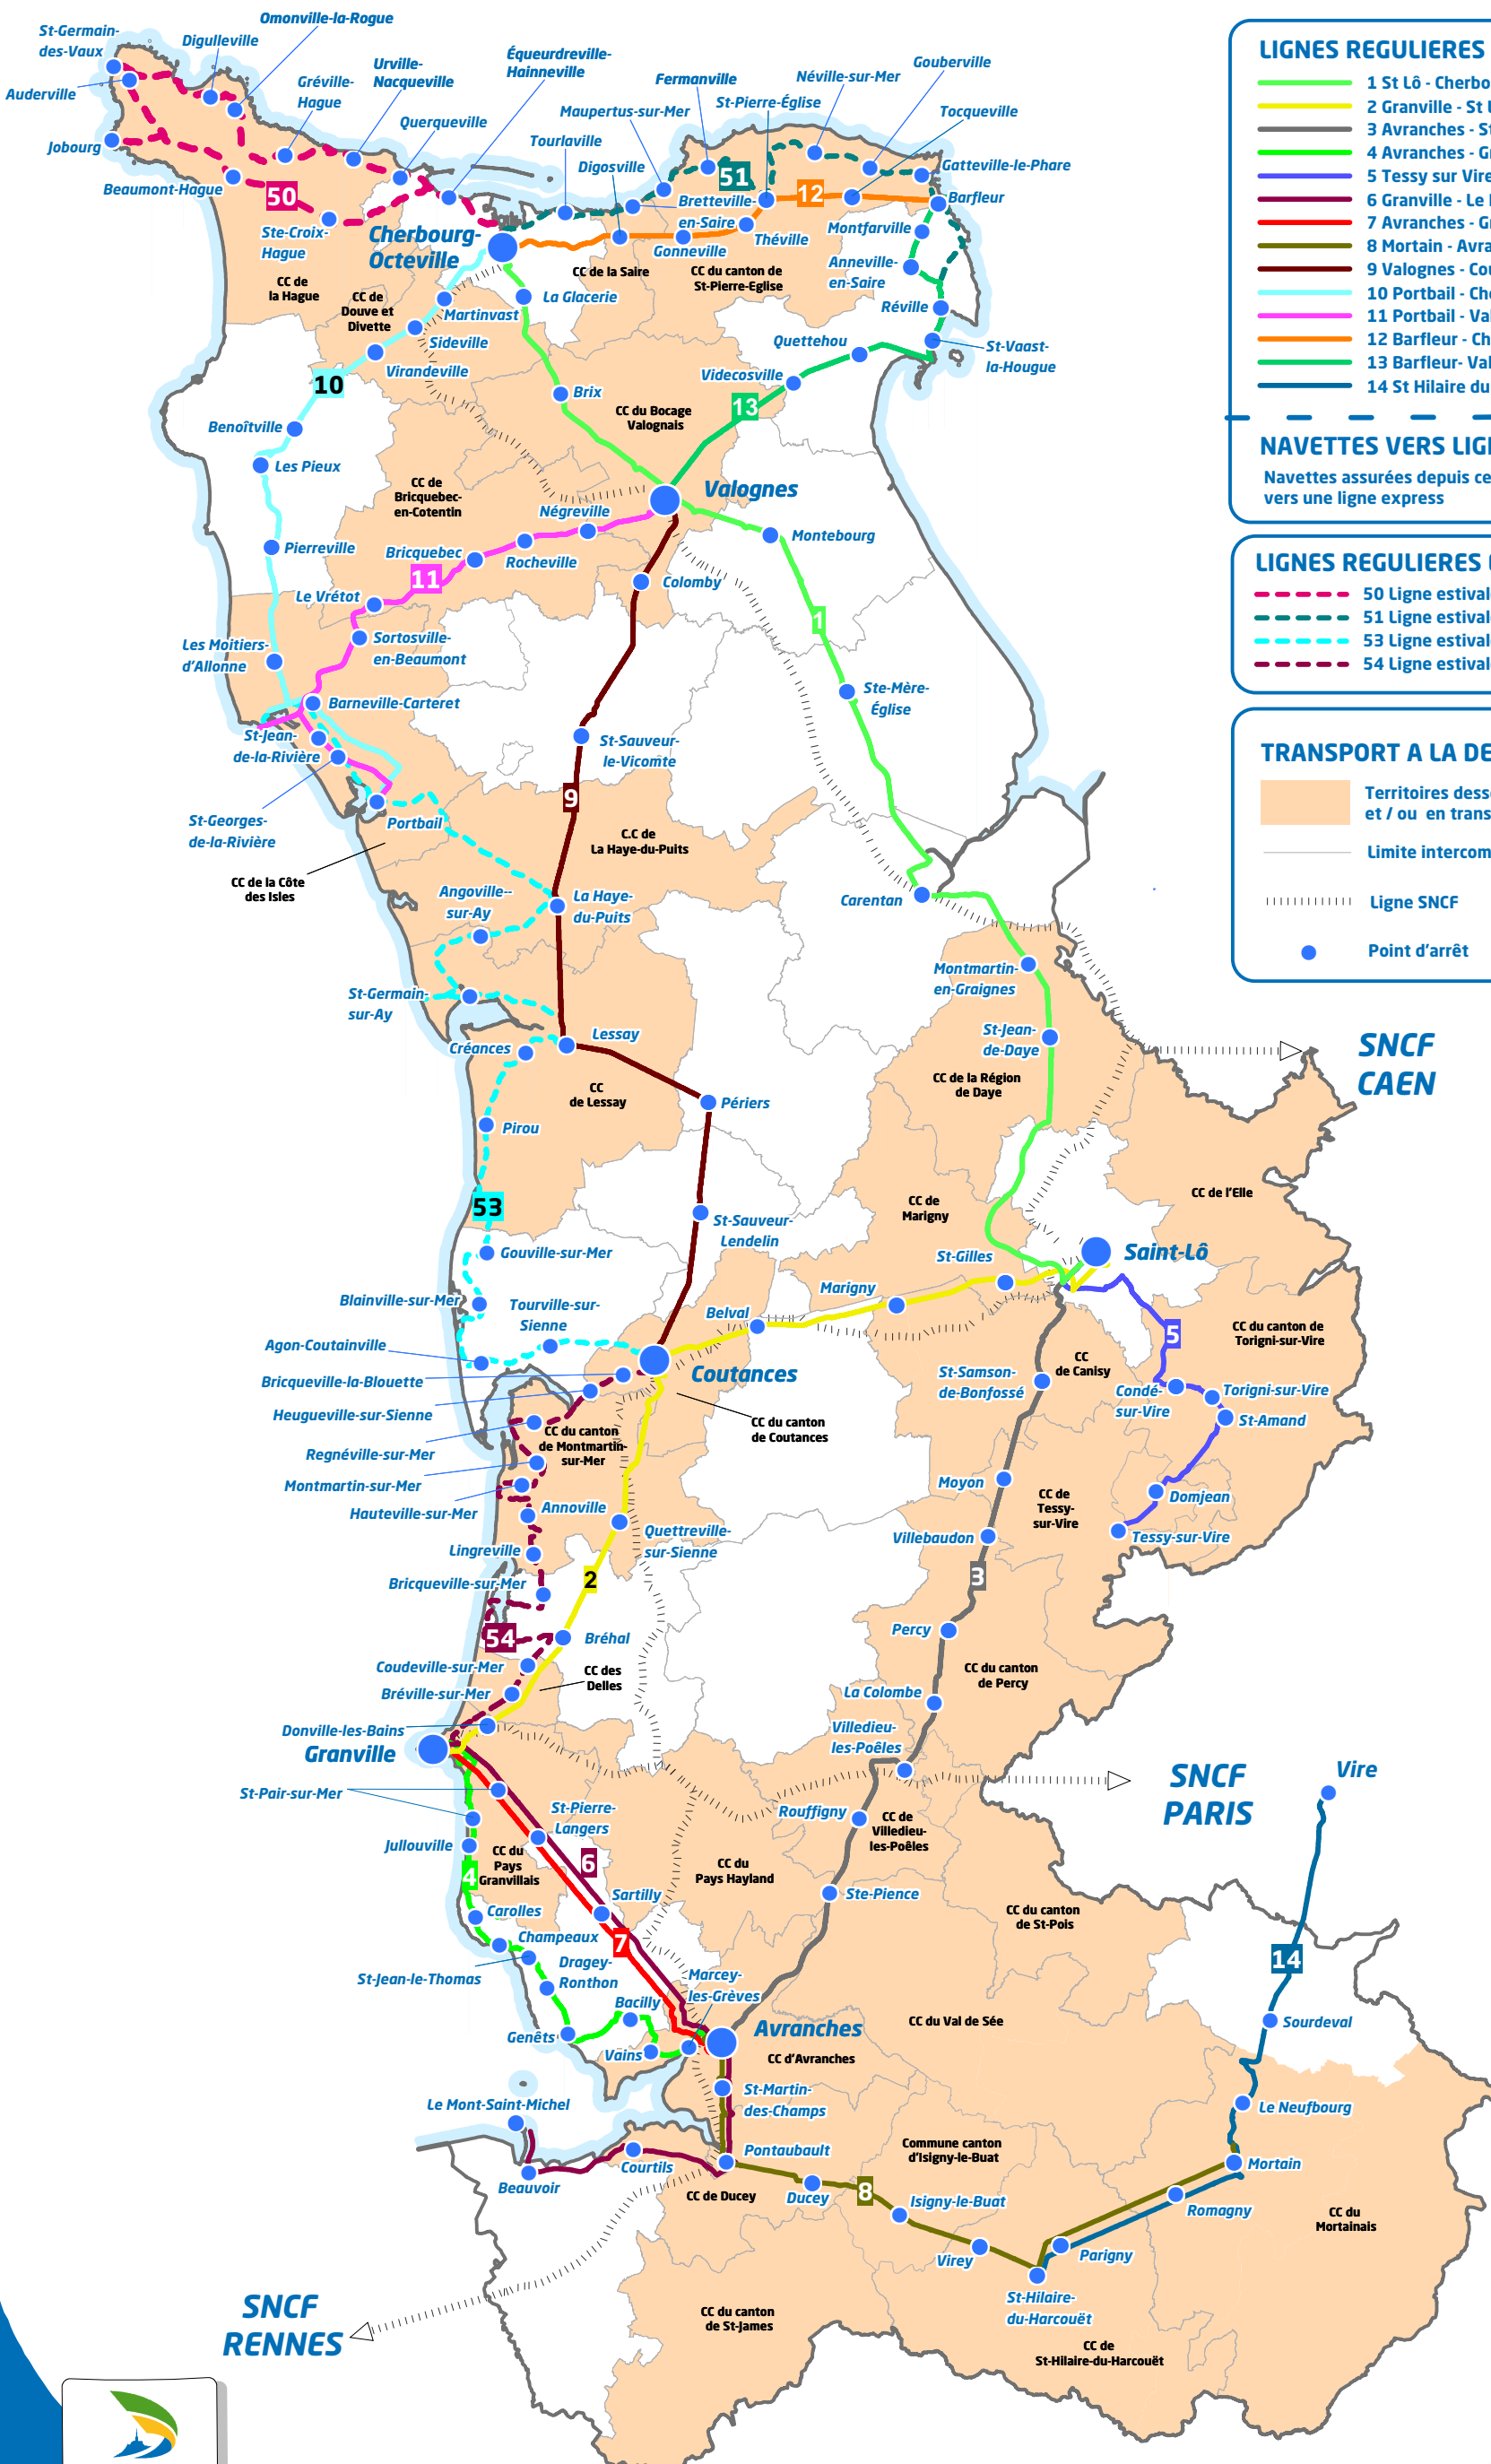 St-Germain-
des-Vaux
Omonville-la-Rogue
Digulleville
Auderville
Gréville-
Hague
Urville-
Nacqueville
Équeurdreville-
Hainneville
Querqueville
Jobourg
Beaumont-Hague
50
Ste-Croix-
Hague
Cherbourg-
Octeville
Tourlaville
Digosville
Maupertus-sur-Mer
Fermanville
St-Pierre-Église
Néville-sur-Mer
Gouberville
Tocqueville
Gatteville-le-Phare
51
12
Bretteville-
en-Saire
Gonneville
Théville
Barfleur
Montfarville
Anneville-
en-Saire
Réville
St-Vaast-
la-Hougue
Quettehou
Videcosville
13
CC de
la Hague
CC de
Douve et
Divette
CC de la Saire
CC du canton de
St-Pierre-Eglise
Martinvast
La Glacerie
Sideville
Virandeville
10
Brix
CC du Bocage
Valognais
Benoîtville
Les Pieux
CC de
Bricquebec-
en-Cotentin
Valognes
Négreville
Rocheville
Bricquebec
11
Montebourg
Pierreville
Le Vrétot
Colomby
1
Sortosville-
en-Beaumont
Les Moitiers-
d'Allonne
Ste-Mère-
Église
Barneville-Carteret
St-Jean-
de-la-Rivière
St-Sauveur-
le-Vicomte
9
St-Georges-
de-la-Rivière
Portbail
C.C de
La Haye-du-Puits
CC de la Côte
des Isles
Angoville--
sur-Ay
La Haye-
du-Puits
Carentan
St-Germain-
sur-Ay
Montmartin-
en-Graignes
Lessay
Créances
St-Jean-
de-Daye
CC
de Lessay
CC de la Région
de Daye
SNCF
CAEN
Périers
Pirou
53
CC de
Marigny
CC de l'Elle
St-Sauveur-
Lendelin
Gouville-sur-Mer
St-Gilles
Saint-Lô
Blainville-sur-Mer
Tourville-sur-
Sienne
Belval
Marigny
5
CC du canton de
Torigni-sur-Vire
Agon-Coutainville
Coutances
CC
de Canisy
Bricqueville-la-Blouette
St-Samson-
de-Bonfossé
Condé-
sur-Vire
Torigni-sur-Vire
St-Amand
Heugueville-sur-Sienne
CC du canton
de Coutances
Regnéville-sur-Mer
CC du canton
de Montmartin-
sur-Mer
Montmartin-sur-Mer
Moyon
CC de
Tessy-
sur-Vire
Domjean
Hauteville-sur-Mer
Annoville
Quettreville-
sur-Sienne
Villebaudon
Tessy-sur-Vire
Lingreville
3
2
Bricqueville-sur-Mer
Percy
54
Bréhal
Coudeville-sur-Mer
CC des
Delles
CC du canton
de Percy
Bréville-sur-Mer
La Colombe
Donville-les-Bains
Granville
Villedieu-
les-Poêles
SNCF
PARIS
Vire
St-Pair-sur-Mer
St-Pierre-
Langers
Rouffigny
CC de
Villedieu-
les-Poêles
Jullouville
CC du
Pays
Granvillais
6
4
CC du
Pays Hayland
Sartilly
Ste-Pience
CC du canton
de St-Pois
Carolles
7
Champeaux
14
St-Jean-le-Thomas
Dragey-
Ronthon
Marcey-
les-Grèves
Bacilly
Genêts
Vains
Avranches
CC du Val de Sée
Sourdeval
CC d'Avranches
St-Martin-
des-Champs
Le Mont-Saint-Michel
Le Neufbourg
Pontaubault
Commune canton
d'Isigny-le-Buat
Courtils
Beauvoir
Mortain
CC de Ducey
Ducey
8
Isigny-le-Buat
Romagny
CC du
Mortainais
Virey
Parigny
SNCF
RENNES
St-Hilaire-
du-Harcouët
CC du canton
de St-James
CC de
St-Hilaire-du-Harcouët
LIGNES REGULIERES
1 St Lô - Cherbo
2 Granville - St
3 Avranches - St
4 Avranches - Gr
5 Tessy sur Vire
6 Granville - Le
7 Avranches - Gr
8 Mortain - Avra
9 Valognes - Cou
10 Portbail - Che
11 Portbail - Val
12 Barfleur - Ch
13 Barfleur- Val
14 St Hilaire du
NAVETTES VERS LIG
Navettes assurées depuis ce
vers une ligne express
LIGNES REGULIERES
50 Ligne estival
51 Ligne estival
53 Ligne estival
54 Ligne estival
TRANSPORT A LA DE
Territoires dess
et / ou en trans
Limite intercom
Ligne SNCF
Point d'arrêt